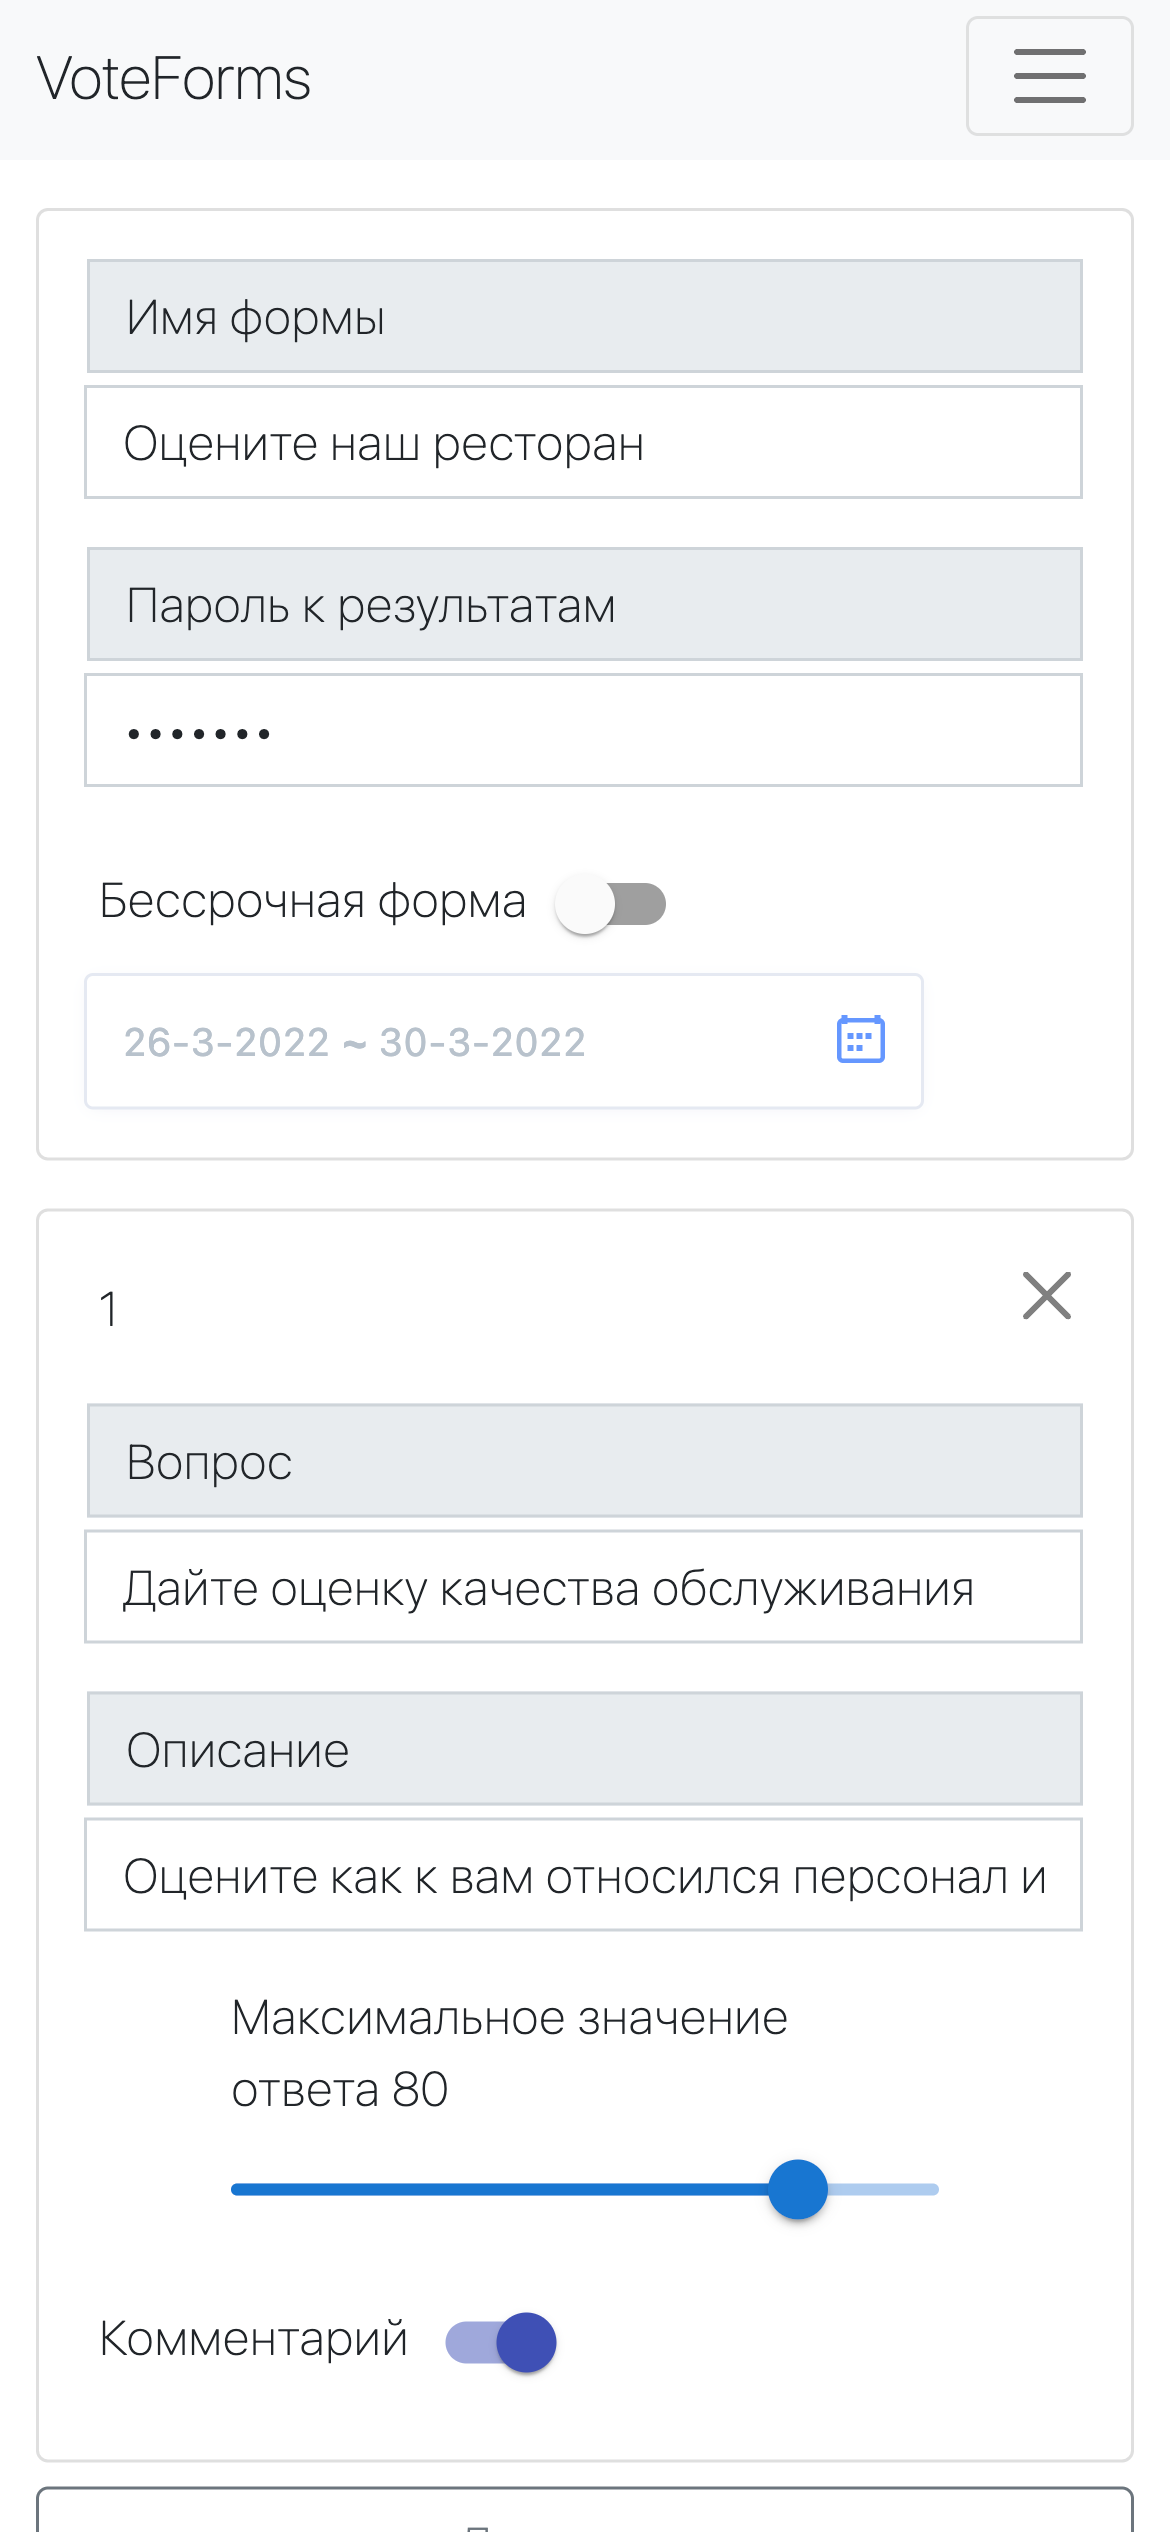 VoteForms
Имя формы
Оцените наш ресторан
Пароль к результатам
•••••••
Бессрочная форма
26-3-2022 ~ 30-3-2022
1
Вопрос
Дайте оценку качества обслуживания
Описание
Оцените как к вам относился персонал и
Максимальное значение
ответа 80
Комментарий